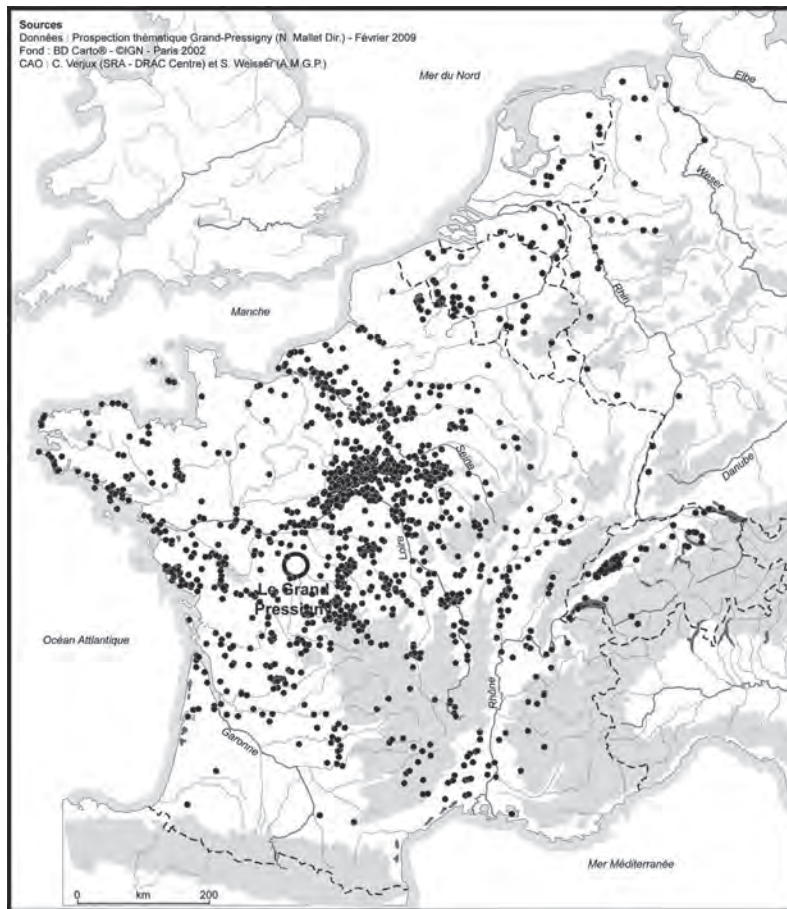 Sources
Données : Prospection thématique Grand-Pressigny (N. Mallet Dir.) - Février 2009
Fond : BD Carto® - ©IGN - Paris 2002
CAO : C. Verjux (SRA - DRAC Centre) et S. Weisser (A.M.G.P.)
Mer du Nord
Elbe
Weser
Rhin
Manche
Seine
Danube
Loire
Le Grand
Pressigny
Océan Attlantique
Rhône
Garonne
Mer Méditerranée
0 km 200